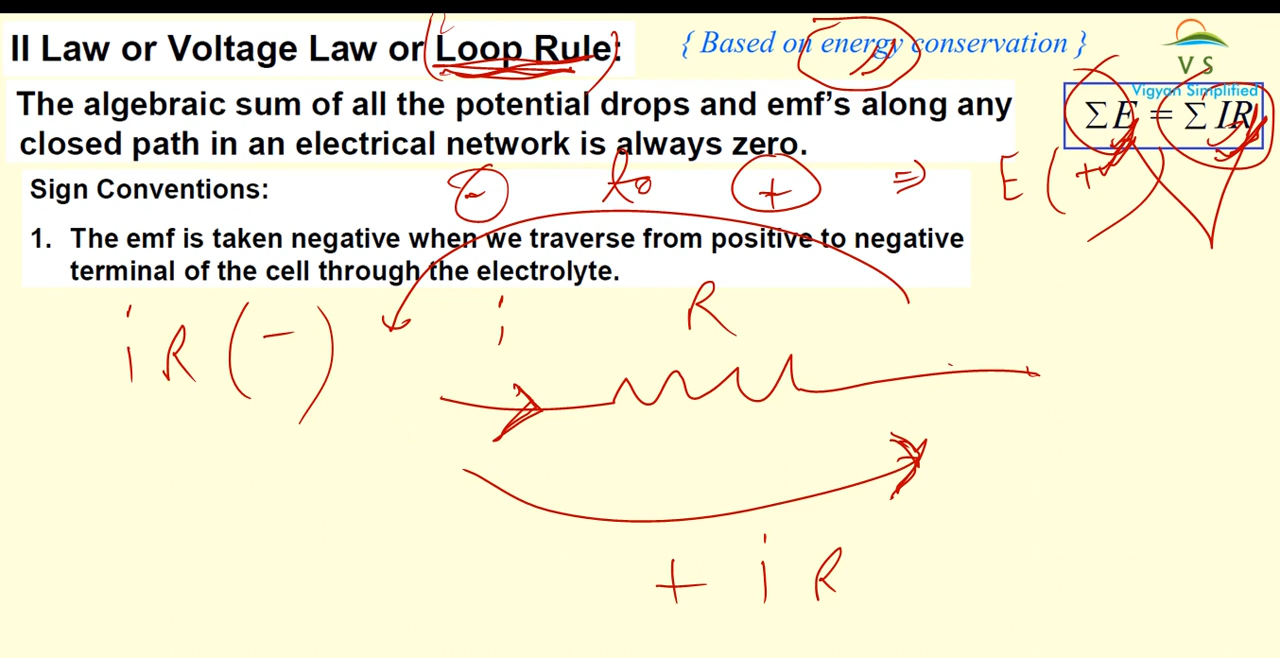 II Law or Voltage Law or Loop Rule:
{ Based on energy conservation }
V S
Vigyan Simplified
The algebraic sum of all the potential drops and emf's along any
closed path in an electrical network is always zero.
∑ E = ∑ IR
Sign Conventions:
- to + ⇒ E (+)
1. The emf is taken negative when we traverse from positive to negative
terminal of the cell through the electrolyte.
i R (-)
i R
+ i R